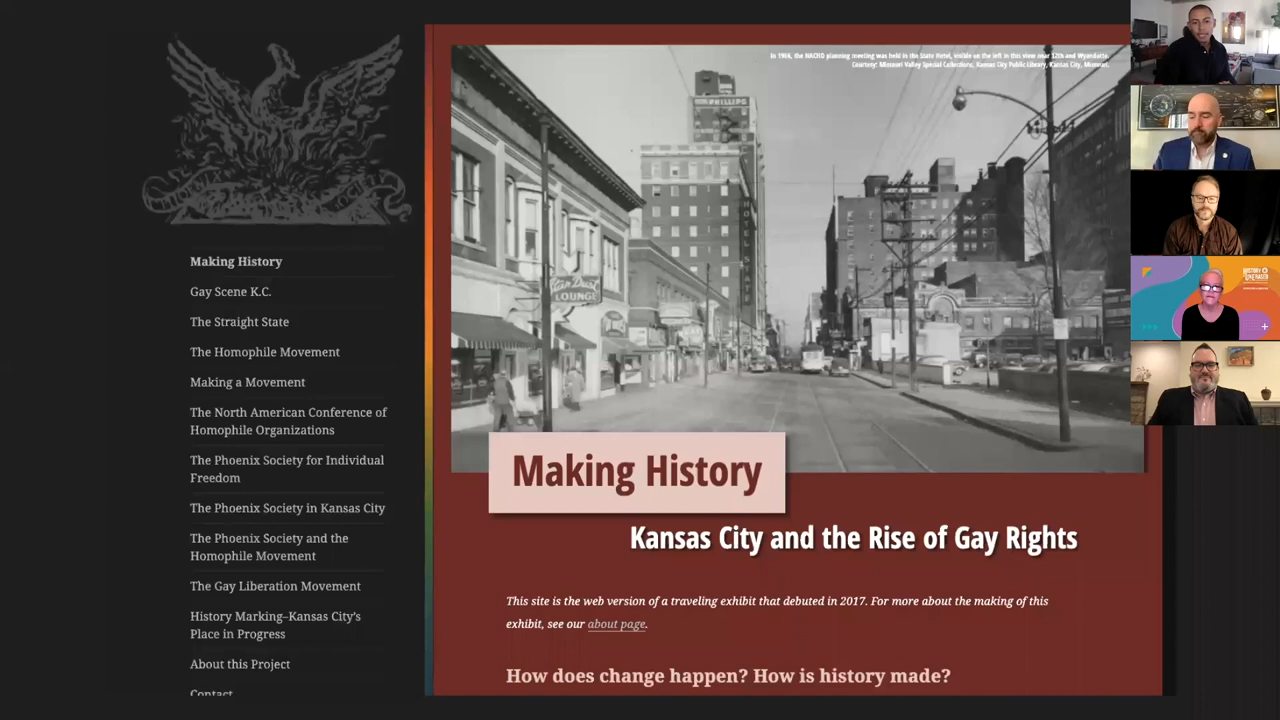 In 1966, the NACHO planning meeting was held in the State Hotel, visible on the left in this view near 12th and Wyandotte.
Courtesy: Missouri Valley Special Collections, Kansas City Public Library, Kansas City, Missouri.
PHILLIPS
HOTEL STATE
LOUNGE
Making History
Gay Scene K.C.
The Straight State
The Homophile Movement
Making a Movement
The North American Conference of
Homophile Organizations
The Phoenix Society for Individual
Freedom
The Phoenix Society in Kansas City
The Phoenix Society and the
Homophile Movement
The Gay Liberation Movement
History Marking–Kansas City's
Place in Progress
About this Project
Contact
Making History
Kansas City and the Rise of Gay Rights
This site is the web version of a traveling exhibit that debuted in 2017. For more about the making of this
exhibit, see our about page.
How does change happen? How is history made?
HISTORY